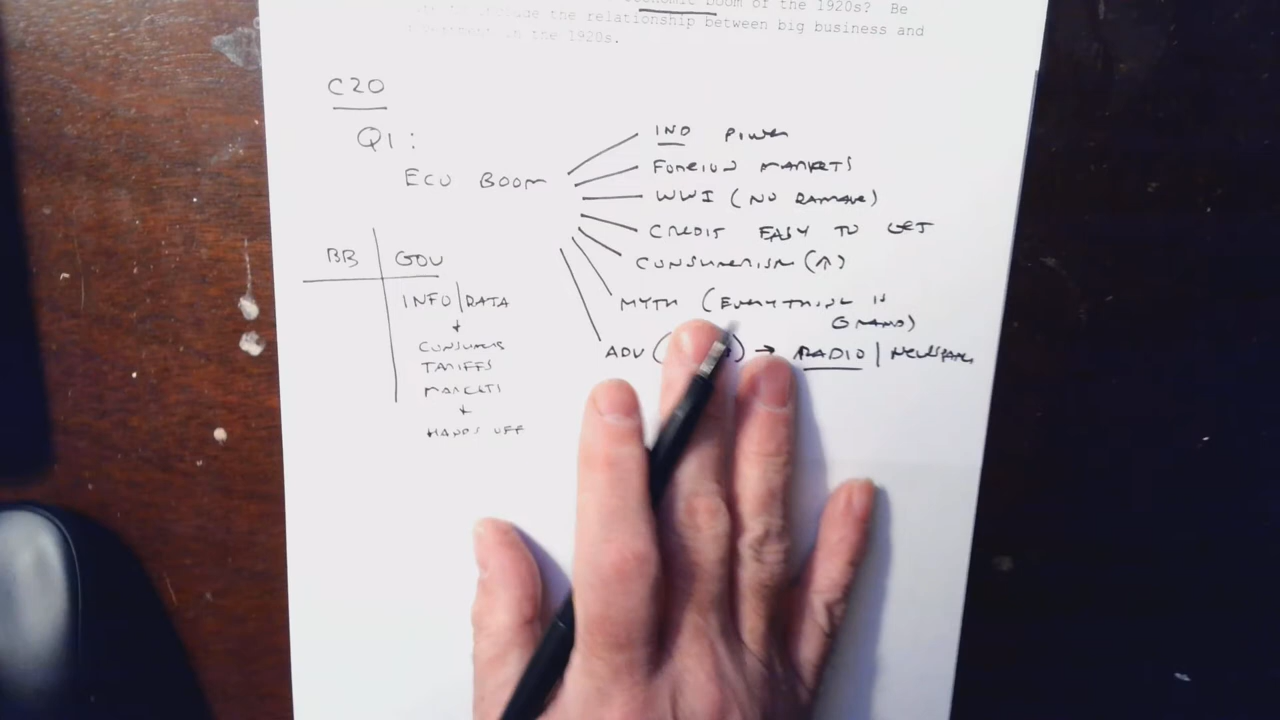 economic boom of the 1920s? Be
the relationship between big business and
in the 1920s.
C20
Q1:
ECO BOOM
IND POWER
FOREIGN MARKETS
WWI (NO DAMAGE)
CREDIT EASY TO GET
CONSUMERISM (↑)
MYTH (EVERYTHING IS
GRAND)
ADV ( ) → RADIO | NEWSPAPER
BB | GOV
INFO | DATA
↓
CONSUMERS
TARIFFS
MARKETS
↓
HANDS OFF